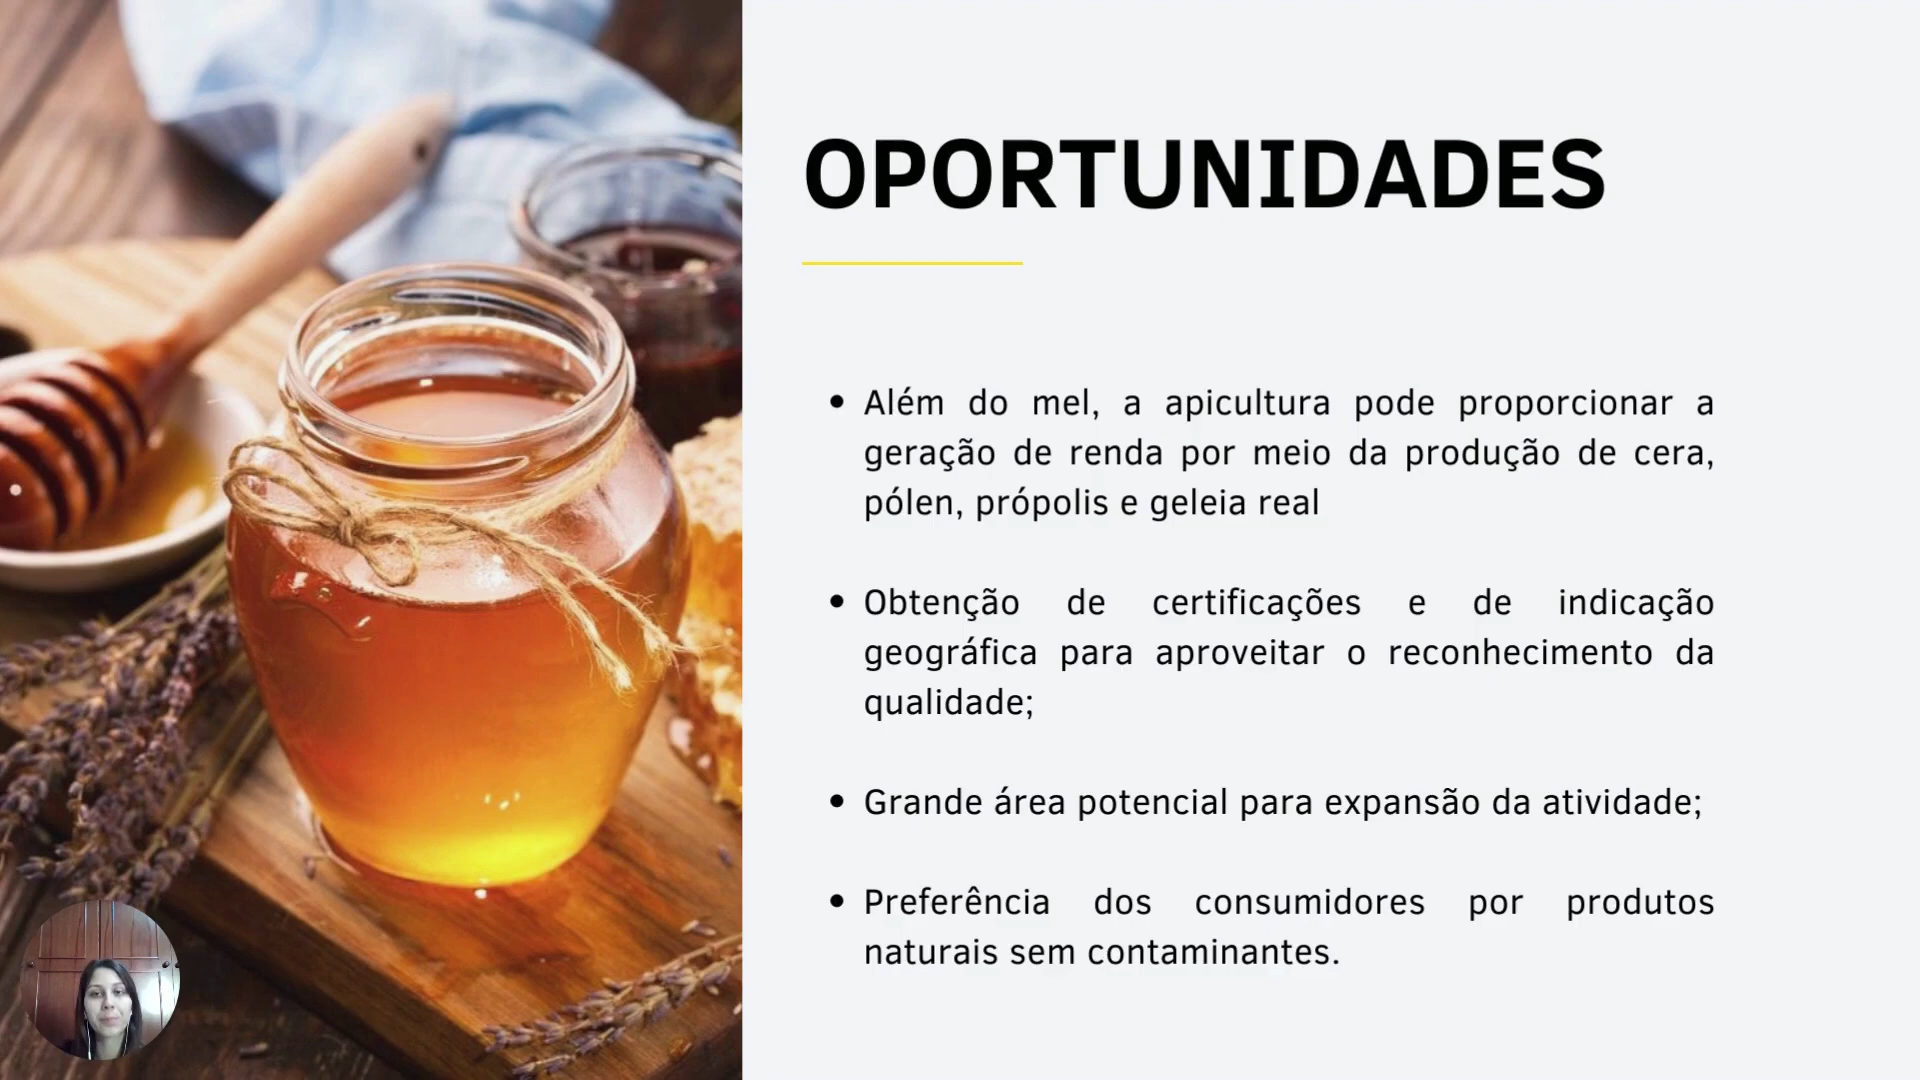 OPORTUNIDADES
• Além do mel, a apicultura pode proporcionar a
geração de renda por meio da produção de cera,
pólen, própolis e geleia real
• Obtenção de certificações e de indicação
geográfica para aproveitar o reconhecimento da
qualidade;
• Grande área potencial para expansão da atividade;
• Preferência dos consumidores por produtos
naturais sem contaminantes.